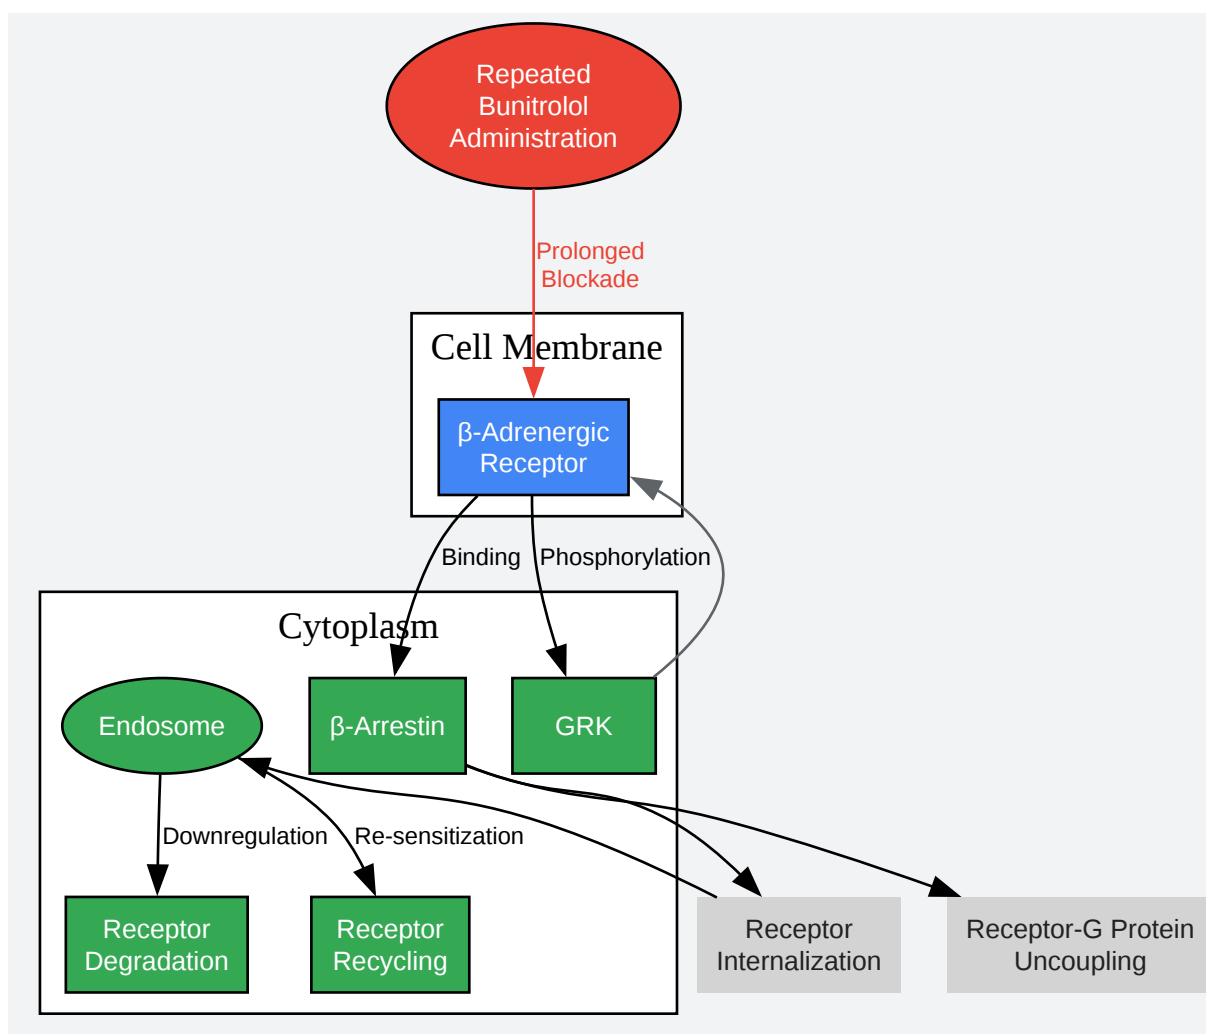 Repeated
Bunitrolol
Administration
Prolonged
Blockade
Cell Membrane
β-Adrenergic
Receptor
Binding
Phosphorylation
Cytoplasm
Endosome
β-Arrestin
GRK
Downregulation
Re-sensitization
Receptor
Degradation
Receptor
Recycling
Receptor
Internalization
Receptor-G Protein
Uncoupling